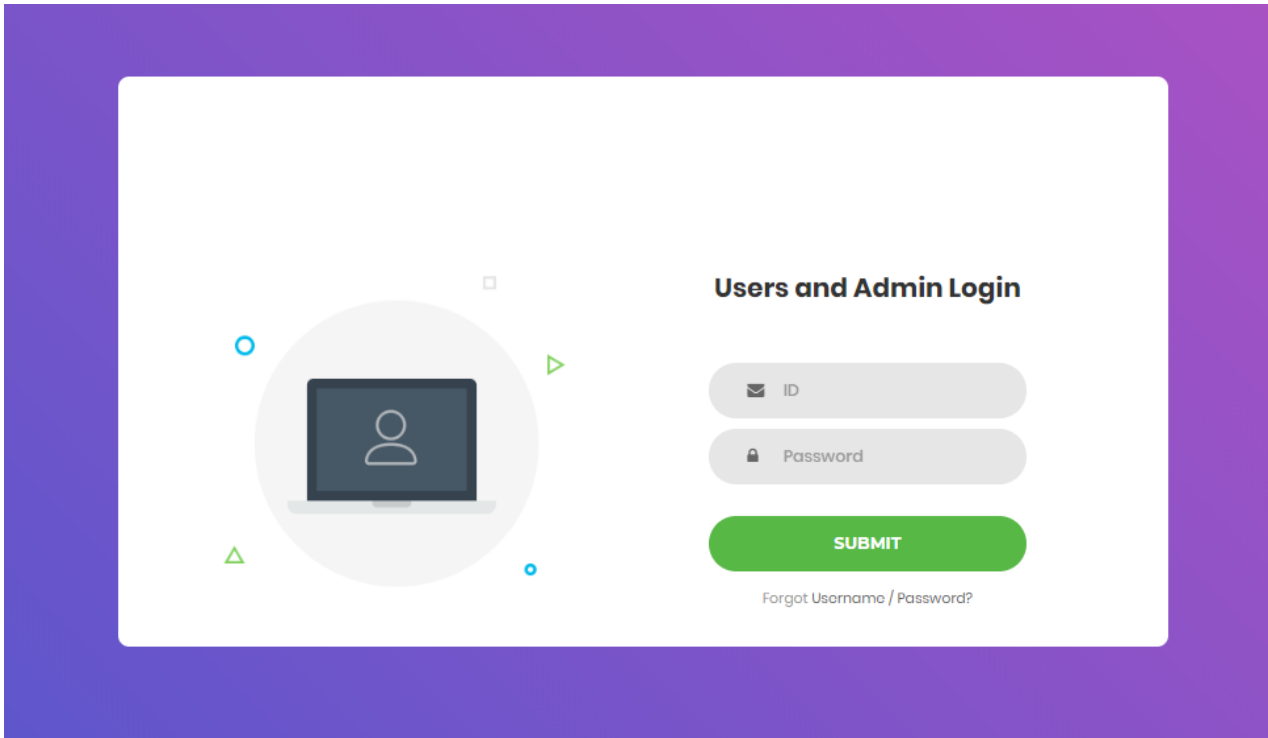 Users and Admin Login
ID
Password
SUBMIT
Forgot Username / Password?